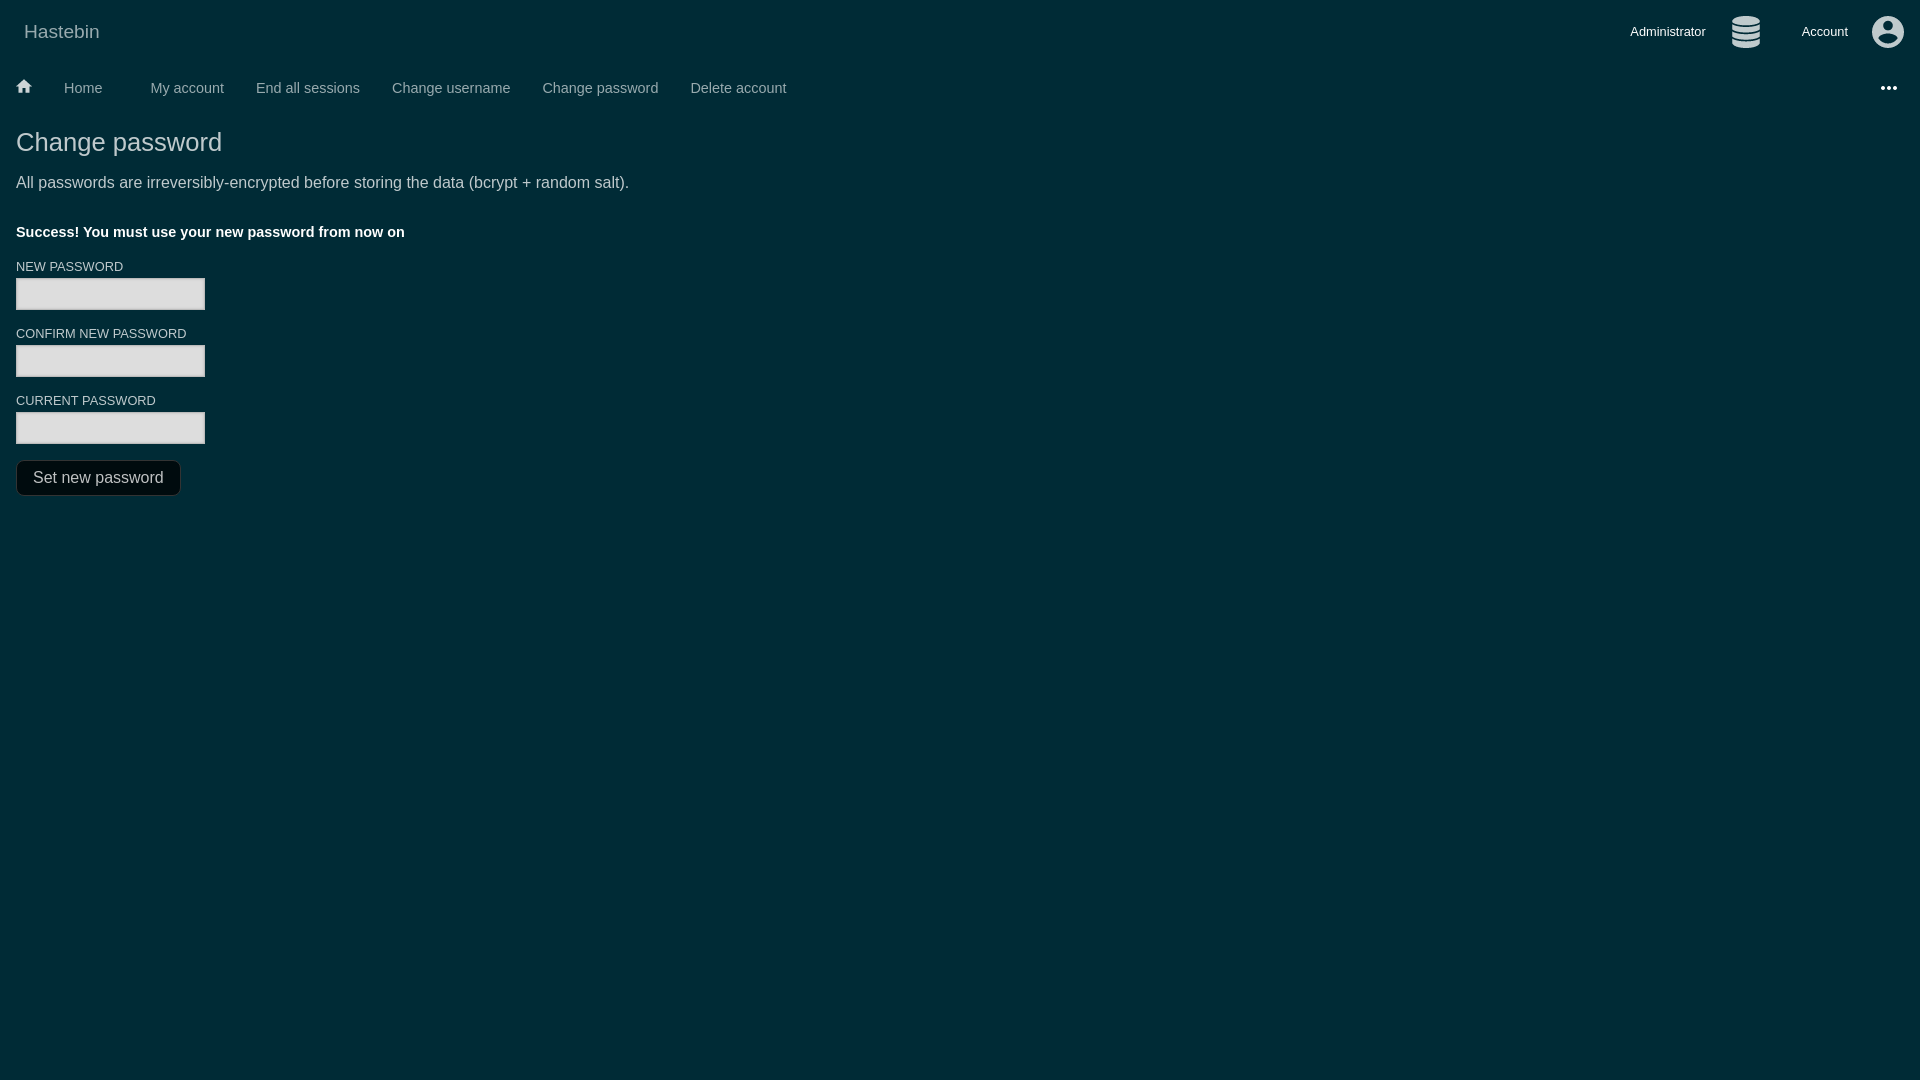 Hastebin
Administrator
Account
Home
My account
End all sessions
Change username
Change password
Delete account
Change password
All passwords are irreversibly-encrypted before storing the data (bcrypt + random salt).
Success! You must use your new password from now on
NEW PASSWORD
CONFIRM NEW PASSWORD
CURRENT PASSWORD
Set new password